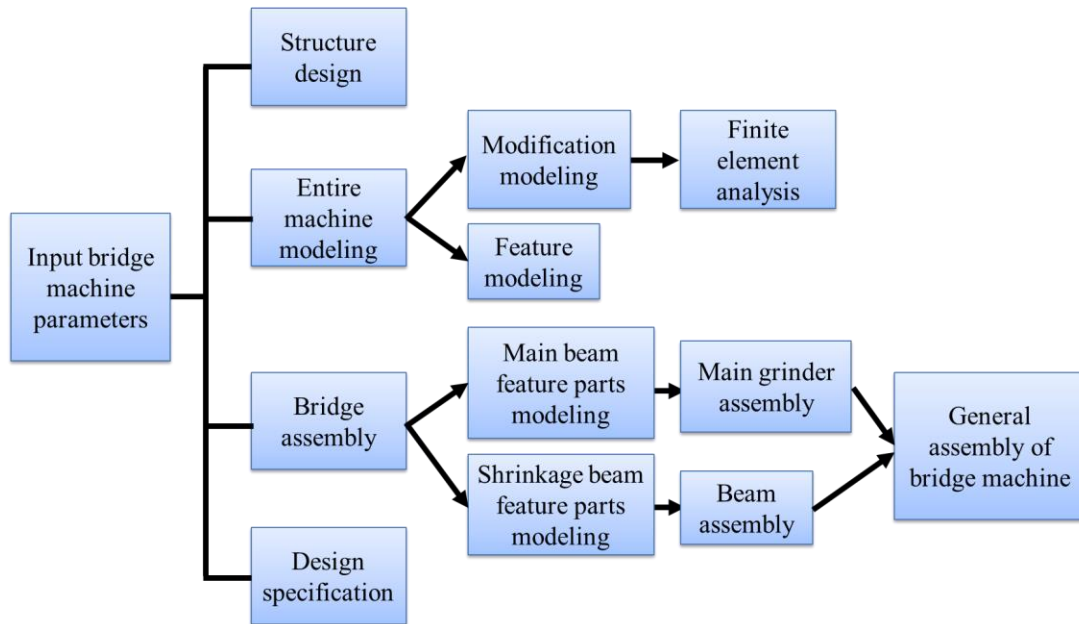 Structure
design
Modification
modeling
Finite
element
analysis
Entire
machine
modeling
Feature
modeling
Input bridge
machine
parameters
Main beam
feature parts
modeling
Main grinder
assembly
Bridge
assembly
General
assembly of
bridge machine
Shrinkage beam
feature parts
modeling
Beam
assembly
Design
specification